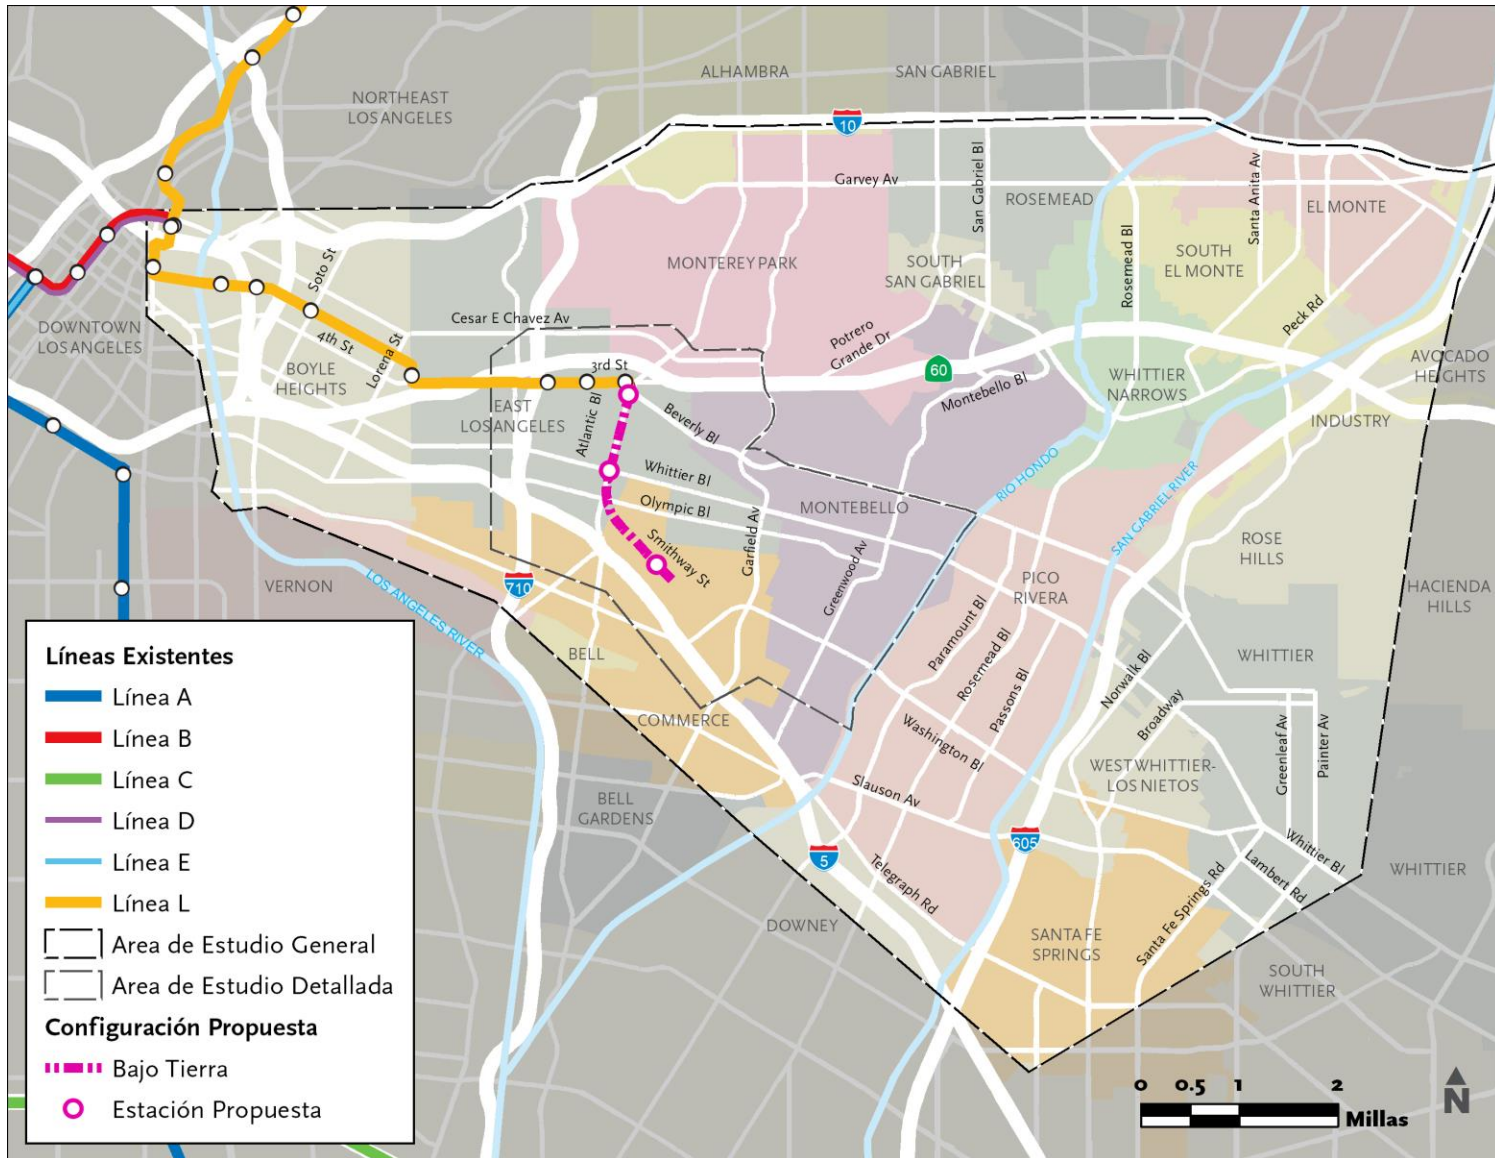 ALHAMBRA
SAN GABRIEL
NORTHEAST
LOS ANGELES
10
Garvey Av
San Gabriel Bl
ROSEMEAD
Santa Anita Av
EL MONTE
Rosemead Bl
SOUTH
EL MONTE
MONTEREY PARK
SOUTH
SAN GABRIEL
Soto St
Peck Rd
DOWNTOWN
LOS ANGELES
Cesar E Chavez Av
4th St
Lorena St
BOYLE
HEIGHTS
Potrero
Grande Dr
3rd St
60
Montebello Bl
WHITTIER
NARROWS
AVOCADO
HEIGHTS
EAST
LOS ANGELES
Atlantic Bl
Beverly Bl
INDUSTRY
Whittier Bl
Olympic Bl
MONTEBELLO
RIO HONDO
SAN GABRIEL RIVER
Garfield Av
Smithway St
Greenwood Av
ROSE
HILLS
VERNON
LOS ANGELES RIVER
710
PICO
RIVERA
HACIENDA
HILLS
Paramount Bl
Rosemead Bl
Passons Bl
BELL
Norwalk Bl
WHITTIER
Broadway
COMMERCE
Washington Bl
Greenleaf Av
Painter Av
WEST WHITTIER-
LOS NIETOS
Slauson Av
BELL
GARDENS
5
605
Whittier Bl
Lambert Rd
WHITTIER
Telegraph Rd
Santa Fe Springs Rd
DOWNEY
SANTA FE
SPRINGS
SOUTH
WHITTIER
Líneas Existentes
Línea A
Línea B
Línea C
Línea D
Línea E
Línea L
Area de Estudio General
Area de Estudio Detallada
Configuración Propuesta
Bajo Tierra
Estación Propuesta
0 0.5 1 2
Millas
N